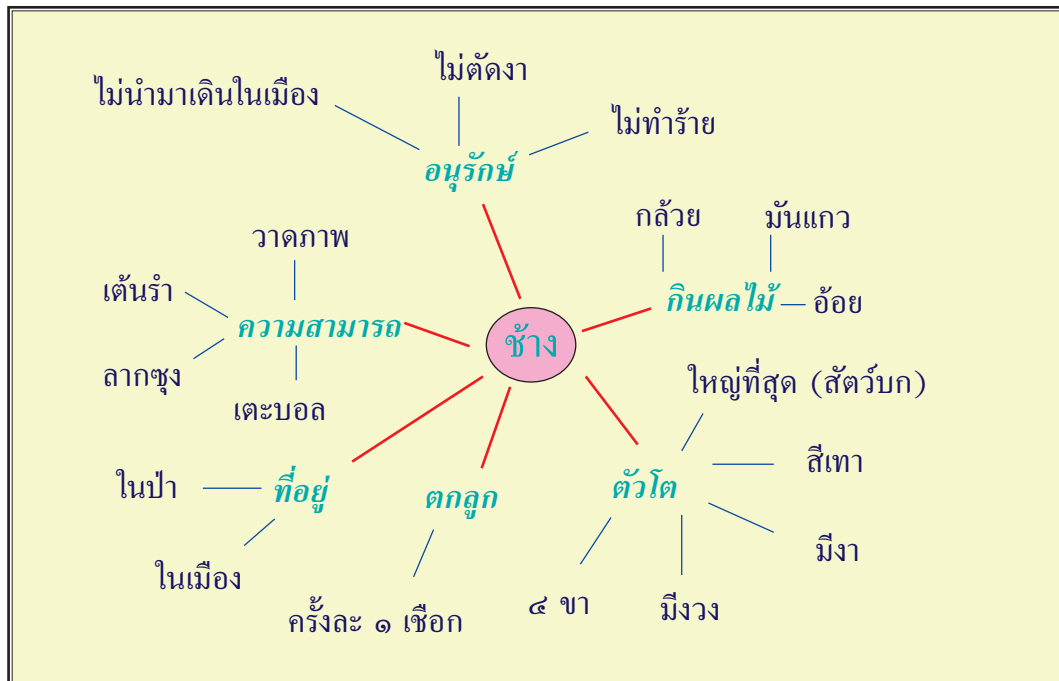 ไม่ตัดงา
ไม่นำมาเดินในเมือง
ไม่ทำร้าย
อนุรักษ์
กล้วย
มันแกว
วาดภาพ
เต้นรำ
กินผลไม้
อ้อย
ความสามารถ
ช้าง
ลากซุง
ใหญ่ที่สุด (สัตว์บก)
เตะบอล
สีเทา
ในป่า
ที่อยู่
ตกลูก
ตัวโต
มีงา
ในเมือง
๔ ขา
มีงวง
ครั้งละ ๑ เชือก